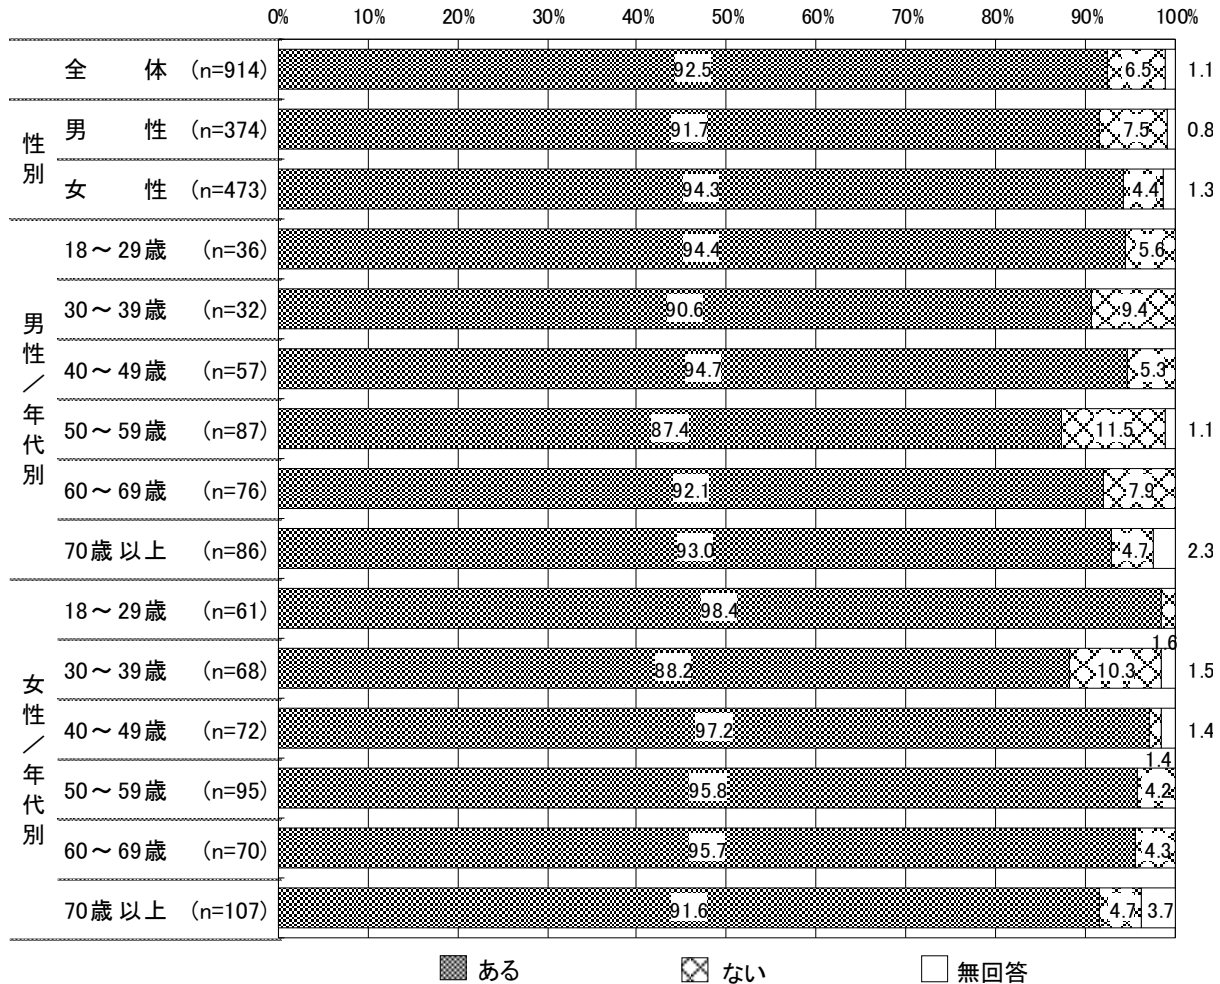 0% 10% 20% 30% 40% 50% 60% 70% 80% 90% 100%
全 体 (n=914) 92.5 6.5 1.1
性別
男 性 (n=374) 91.7 7.5 0.8
女 性 (n=473) 94.3 4.4 1.3
男性／年代別
18～29歳 (n=36) 94.4 5.6
30～39歳 (n=32) 90.6 9.4
40～49歳 (n=57) 94.7 5.3
50～59歳 (n=87) 87.4 11.5 1.1
60～69歳 (n=76) 92.1 7.9
70歳以上 (n=86) 93.0 4.7 2.3
女性／年代別
18～29歳 (n=61) 98.4 1.6
30～39歳 (n=68) 88.2 10.3 1.5
40～49歳 (n=72) 97.2 1.4 1.4
50～59歳 (n=95) 95.8 4.2
60～69歳 (n=70) 95.7 4.3
70歳以上 (n=107) 91.6 4.7 3.7
ある ない 無回答